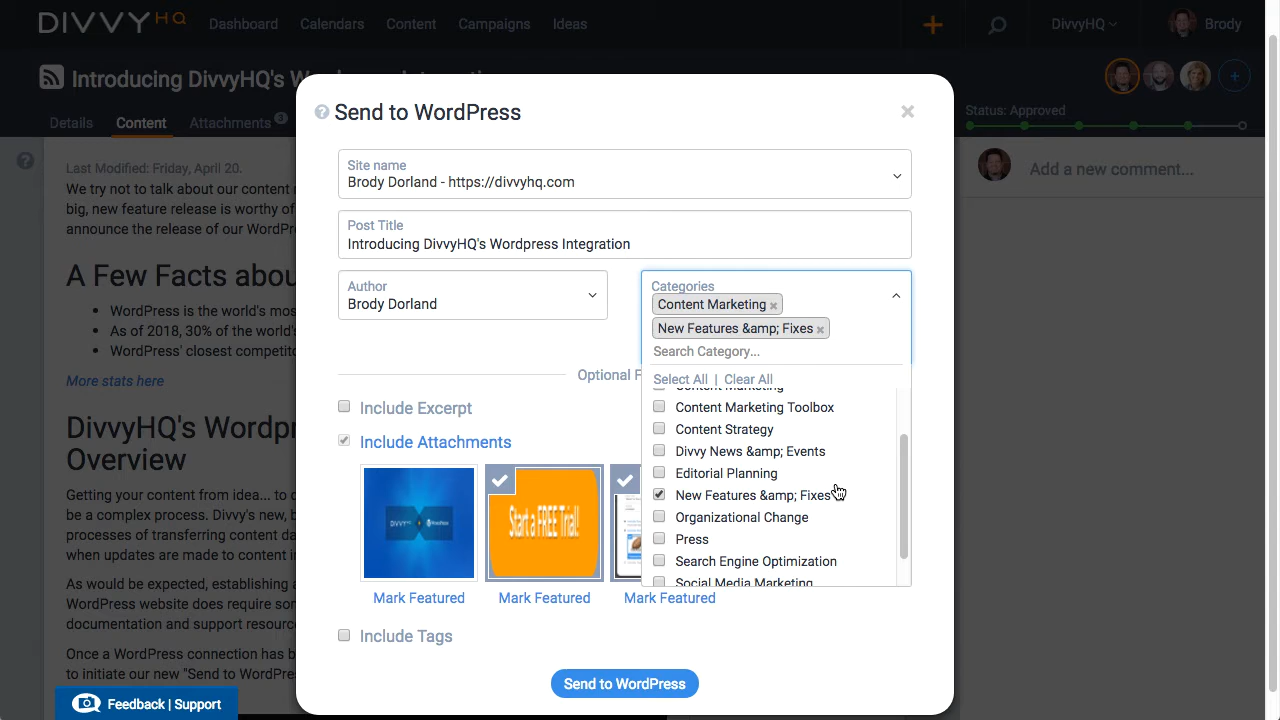 DIVVYHQ Dashboard Calendars Content Campaigns Ideas + DivvyHQ Brody
Introducing DivvyHQ's
Status: Approved
Details Content Attachments 3
Send to WordPress
Add a new comment...
Last Modified: Friday, April 20.
We try not to talk about our content
big, new feature release is worthy of
announce the release of our WordPr
A Few Facts abou
WordPress is the world's mos
As of 2018, 30% of the world's
WordPress' closest competito
More stats here
DivvyHQ's Wordp
Overview
Getting your content from idea... to
be a complex process. Divvy's new,
processes of transferring content da
when updates are made to content i
As would be expected, establishing a
WordPress website does require so
documentation and support resourc
Once a WordPress connection has b
to initiate our new "Send to WordPre
Feedback | Support
Site name
Brody Dorland - https://divvyhq.com
Post Title
Introducing DivvyHQ's Wordpress Integration
Author
Brody Dorland
Categories
Content Marketing ×
New Features &amp; Fixes ×
Search Category...
Select All | Clear All
Content Marketing
Content Marketing Toolbox
Content Strategy
Divvy News &amp; Events
Editorial Planning
New Features &amp; Fixes
Organizational Change
Press
Search Engine Optimization
Social Media Marketing
Optional F
Include Excerpt
Include Attachments
DIVVYHQ + WordPress
Start a FREE Trial!
Mark Featured Mark Featured Mark Featured
Include Tags
Send to WordPress